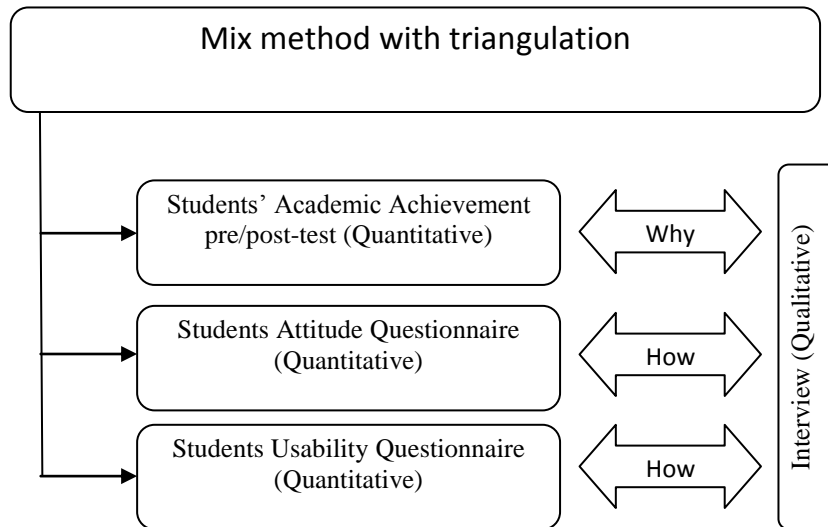 Mix method with triangulation
Students' Academic Achievement
pre/post-test (Quantitative)
Why
Students Attitude Questionnaire
(Quantitative)
How
Students Usability Questionnaire
(Quantitative)
How
Interview (Qualitative)